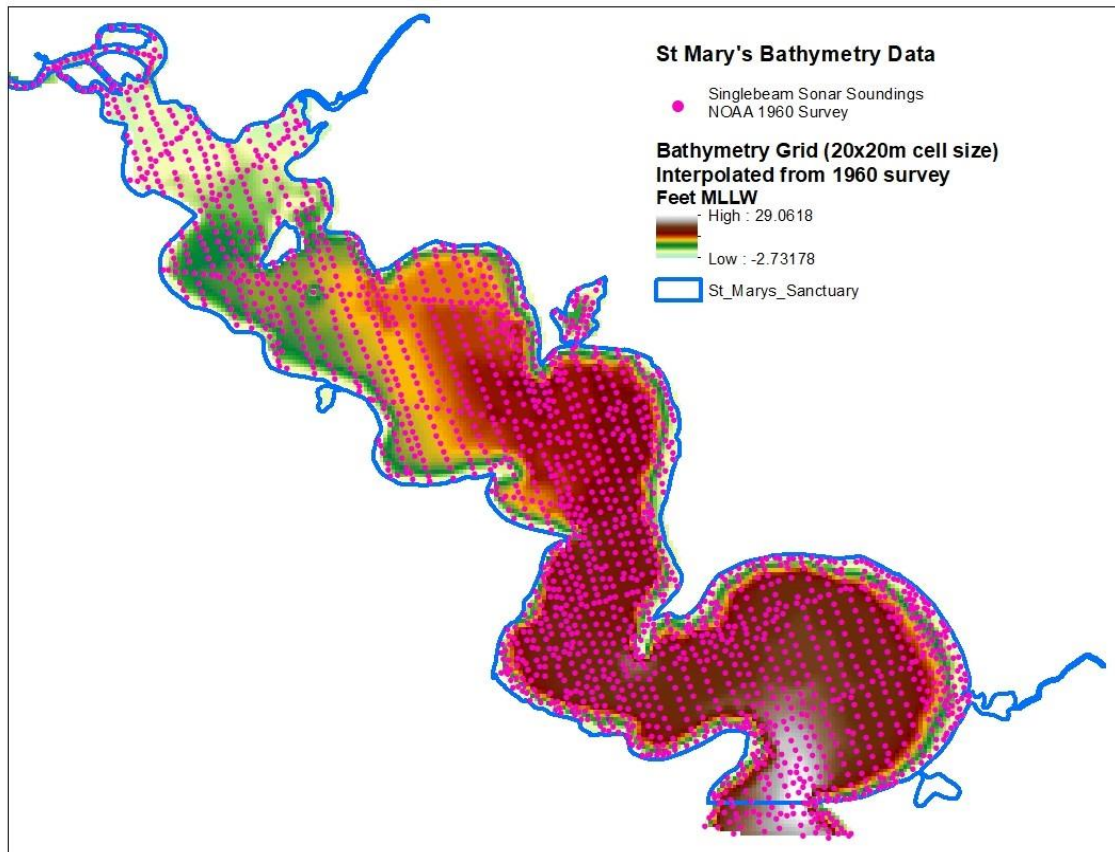 St Mary's Bathymetry Data
Singlebeam Sonar Soundings
NOAA 1960 Survey
Bathymetry Grid (20x20m cell size)
Interpolated from 1960 survey
Feet MLLW
High : 29.0618
Low : -2.73178
St_Marys_Sanctuary